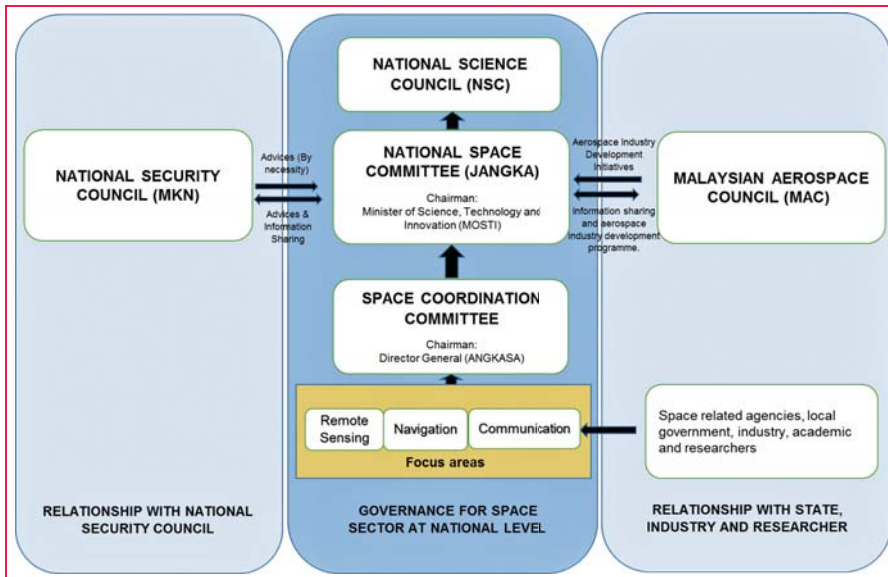 NATIONAL SECURITY
COUNCIL (MKN)
RELATIONSHIP WITH NATIONAL
SECURITY COUNCIL
Advices (By
necessity)
Advices &
Information
Sharing
NATIONAL SCIENCE
COUNCIL (NSC)
NATIONAL SPACE
COMMITTEE (JANGKA)
Chairman:
Minister of Science, Technology and
Innovation (MOSTI)
SPACE COORDINATION
COMMITTEE
Chairman:
Director General (ANGKASA)
Remote
Sensing
Navigation
Communication
Focus areas
GOVERNANCE FOR SPACE
SECTOR AT NATIONAL LEVEL
Aerospace Industry
Development
Initiatives
Information sharing
and aerospace
industry development
programme.
MALAYSIAN AEROSPACE
COUNCIL (MAC)
Space related agencies, local
government, industry, academic
and researchers
RELATIONSHIP WITH STATE,
INDUSTRY AND RESEARCHER